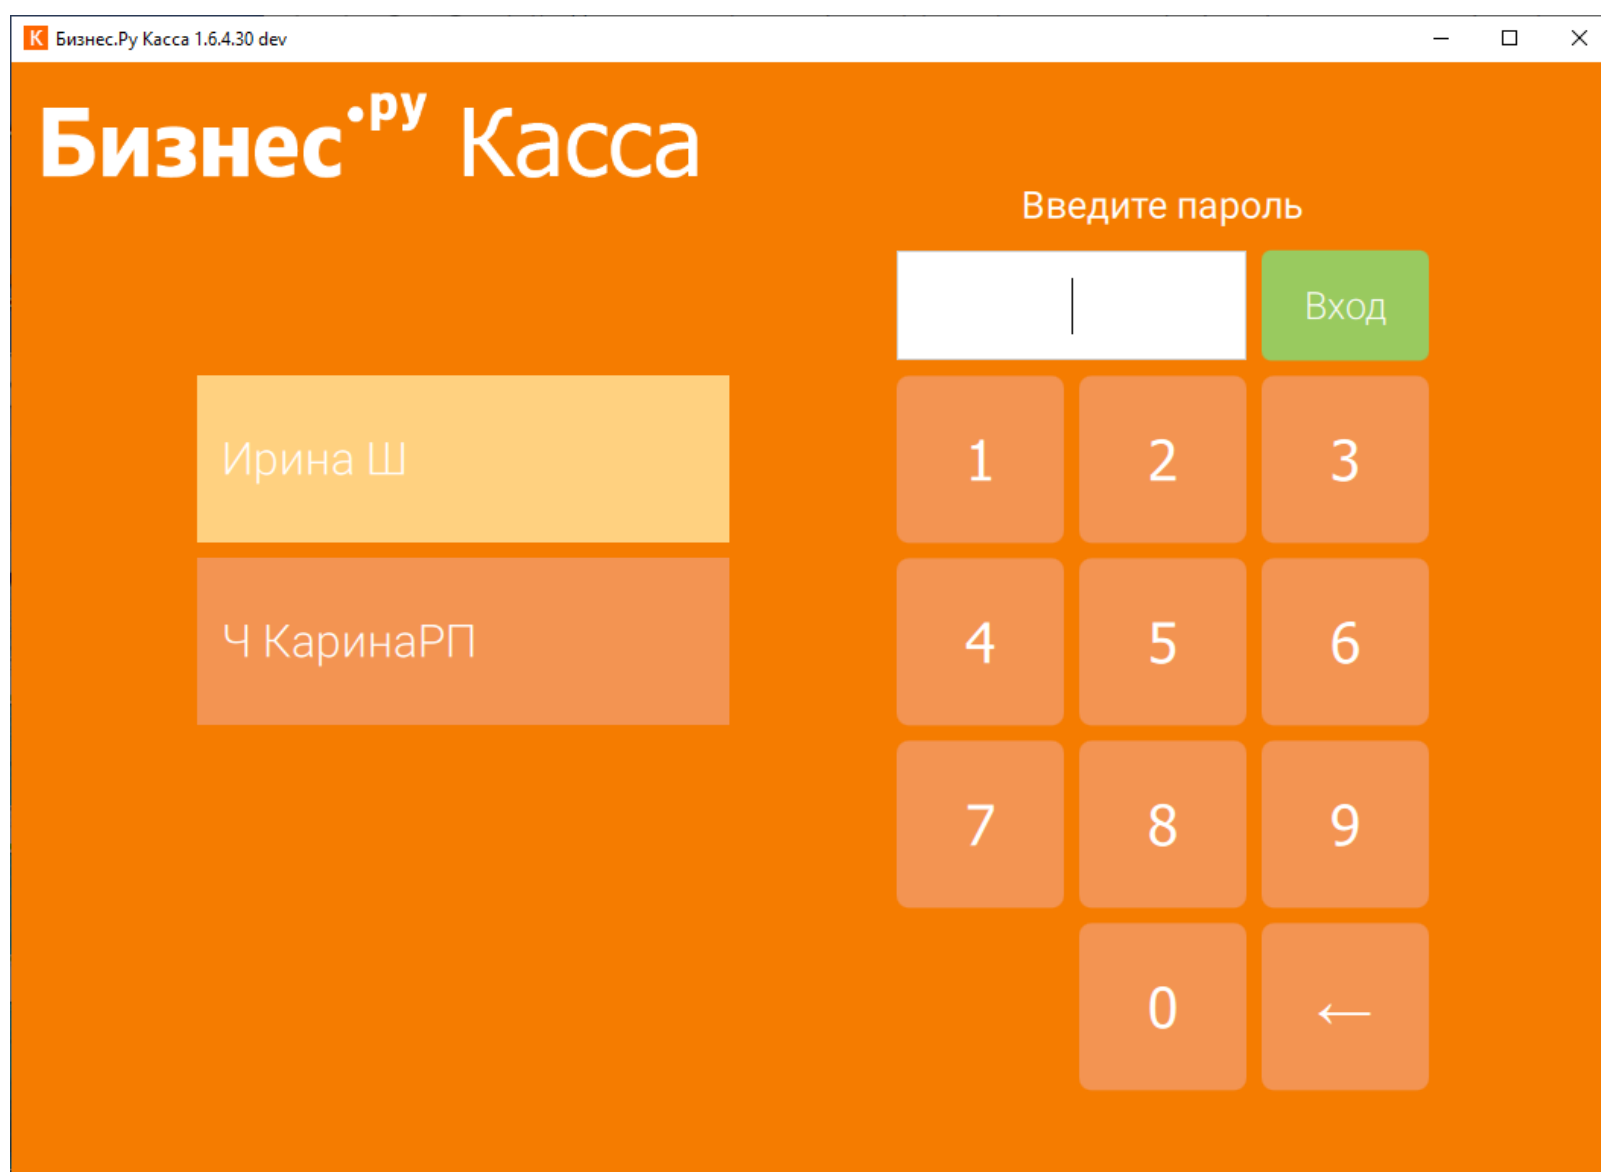 Бизнес.Ру Касса 1.6.4.30 dev
Бизнес.ру Касса
Введите пароль
Вход
Ирина Ш
Ч КаринаРП
1 2 3
4 5 6
7 8 9
0 ←